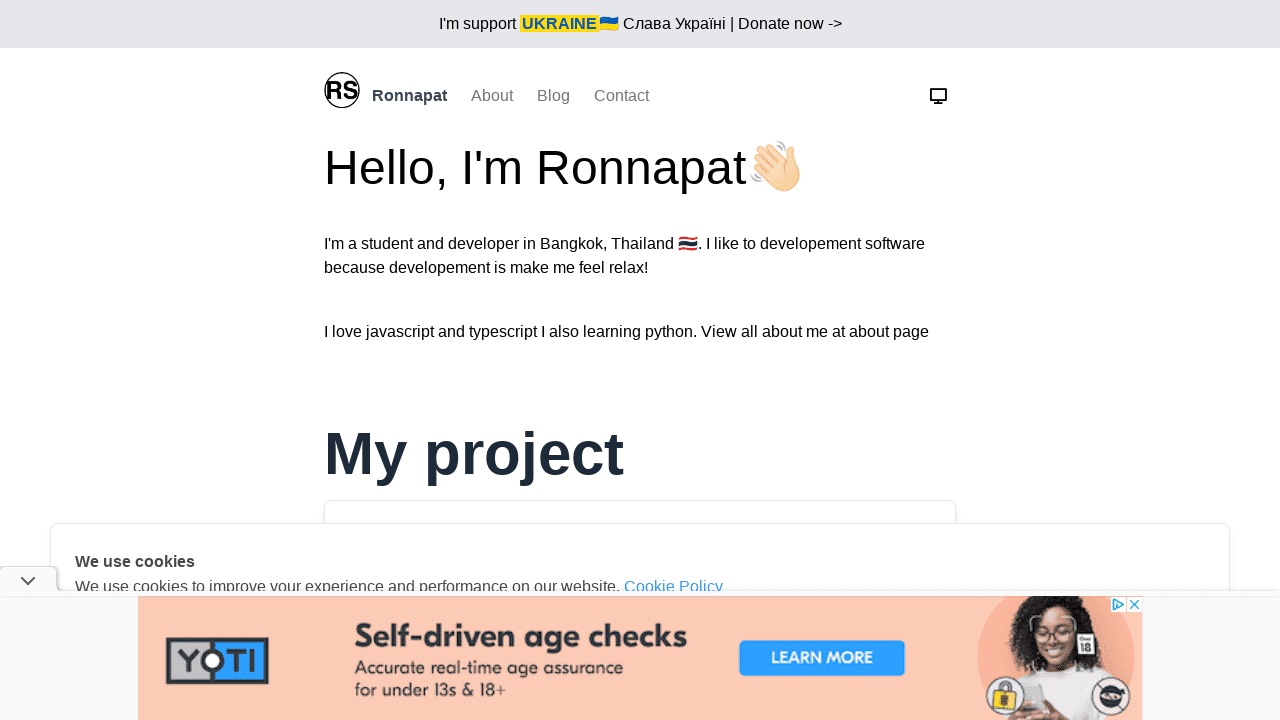 I'm support UKRAINE🇺🇦 Слава Україні | Donate now ->
RS Ronnapat About Blog Contact
Hello, I'm Ronnapat👋🏻
I'm a student and developer in Bangkok, Thailand 🇹🇭. I like to developement software
because developement is make me feel relax!
I love javascript and typescript I also learning python. View all about me at about page
My project
We use cookies
We use cookies to improve your experience and performance on our website. Cookie Policy
YOTI
Self-driven age checks
Accurate real-time age assurance
for under 13s & 18+
LEARN MORE
Over
18